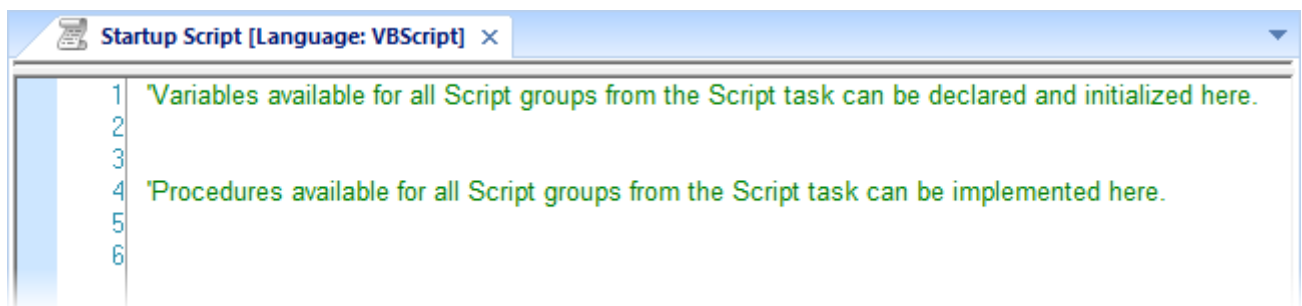 Startup Script [Language: VBScript] ×
1 'Variables available for all Script groups from the Script task can be declared and initialized here.
2
3
4 'Procedures available for all Script groups from the Script task can be implemented here.
5
6